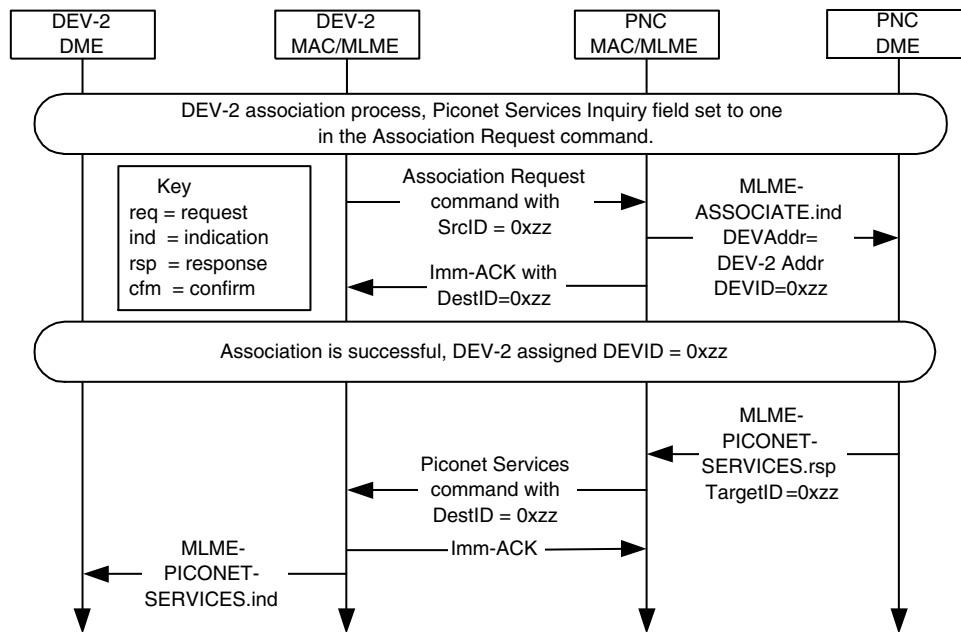 DEV-2
DME
DEV-2
MAC/MLME
PNC
MAC/MLME
PNC
DME
DEV-2 association process, Piconet Services Inquiry field set to one
in the Association Request command.
Key
req = request
ind = indication
rsp = response
cfm = confirm
Association Request
command with
SrcID = 0xzz
MLME-
ASSOCIATE.ind
DEVAddr=
DEV-2 Addr
DEVID=0xzz
Imm-ACK with
DestID=0xzz
Association is successful, DEV-2 assigned DEVID = 0xzz
MLME-
PICONET-
SERVICES.rsp
TargetID =0xzz
Piconet Services
command with
DestID = 0xzz
Imm-ACK
MLME-
PICONET-
SERVICES.ind